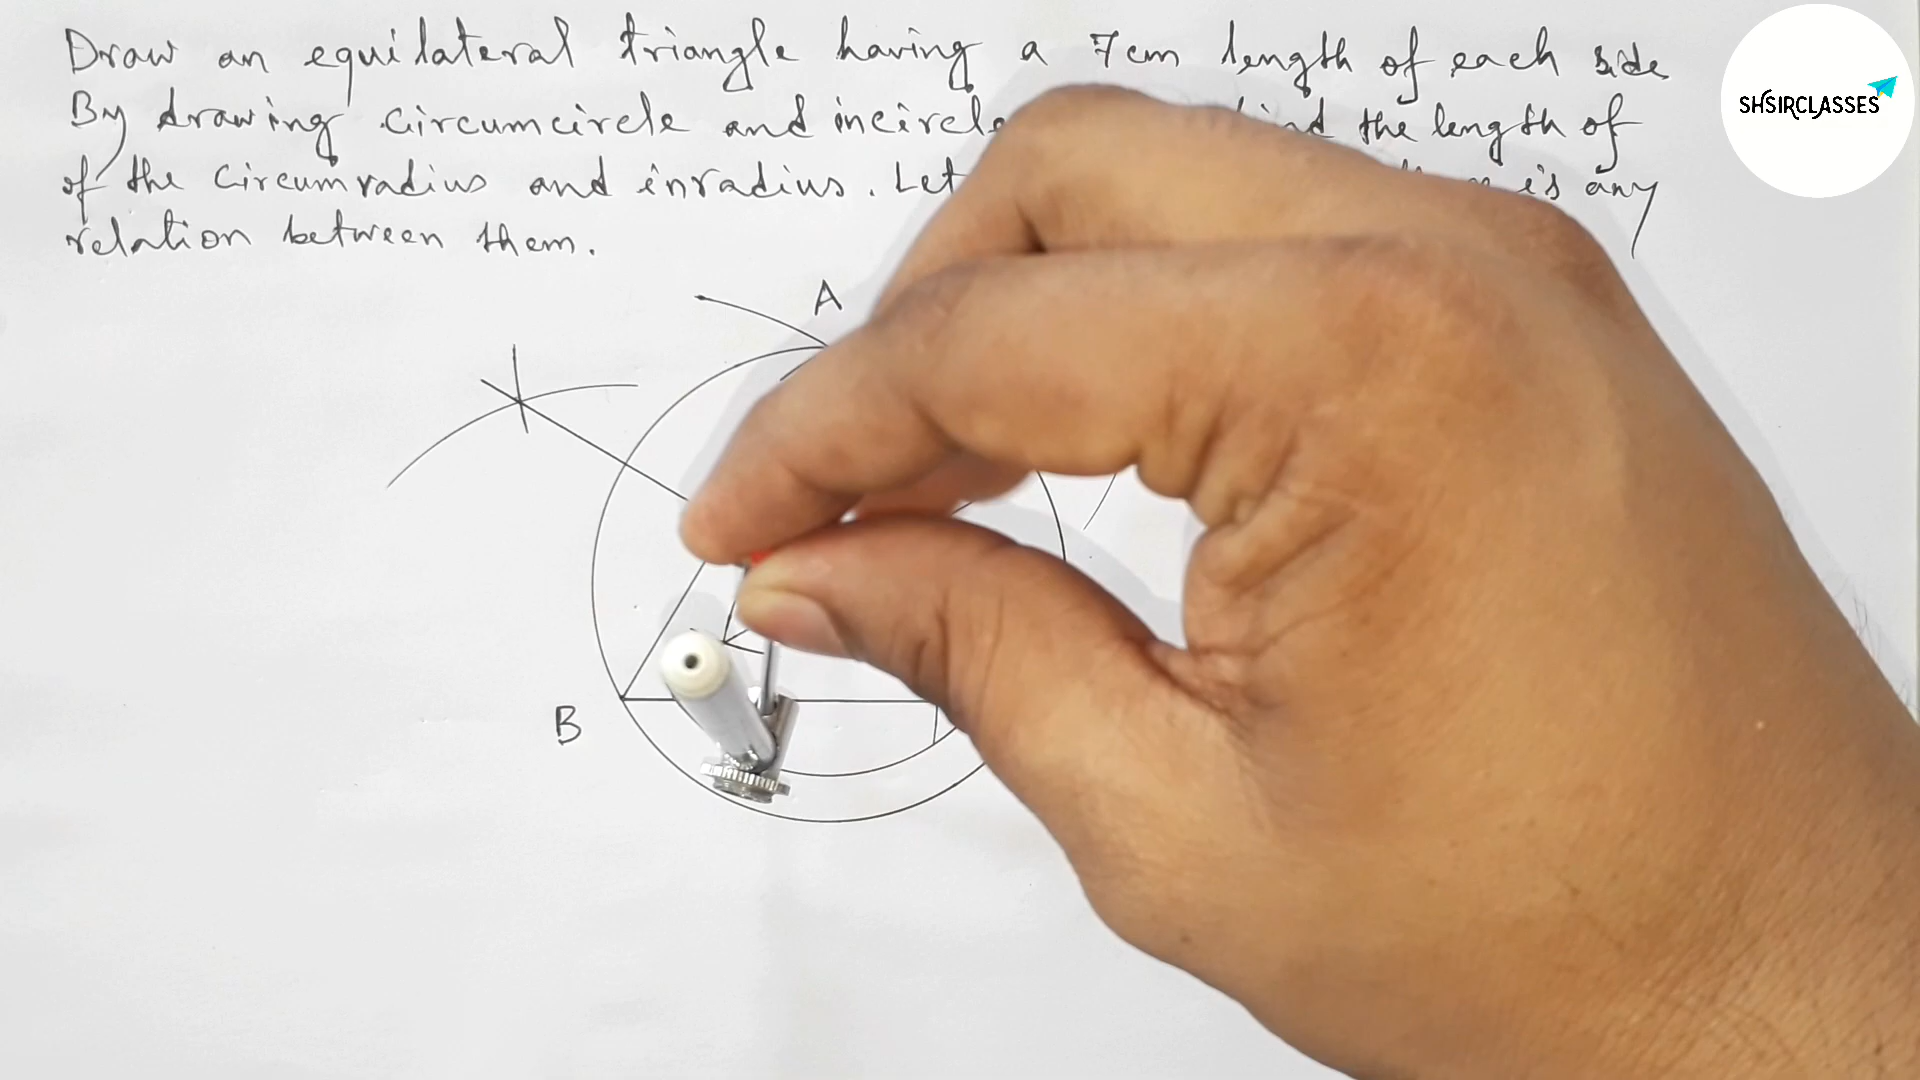 Draw an equilateral triangle having a 7cm length of each side
By drawing circumcircle and incircle the length of
of the circumradius and inradius. Let is any
relation between them.
SHSIRCLASSES
A
B